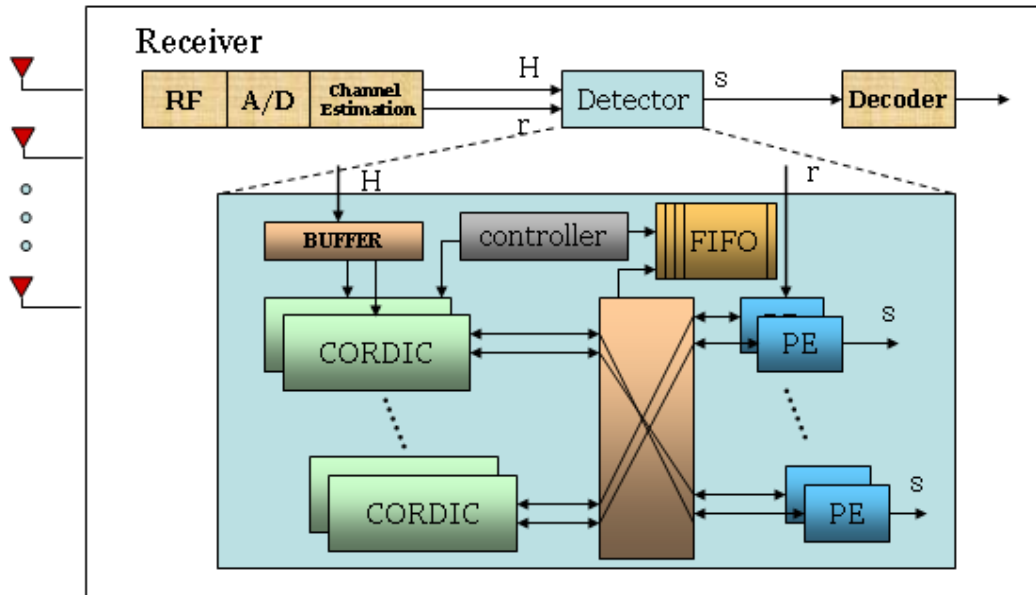 Receiver
RF
A/D
Channel
Estimation
H
r
Detector
s
Decoder
H
r
BUFFER
controller
FIFO
CORDIC
PE
s
CORDIC
PE
s